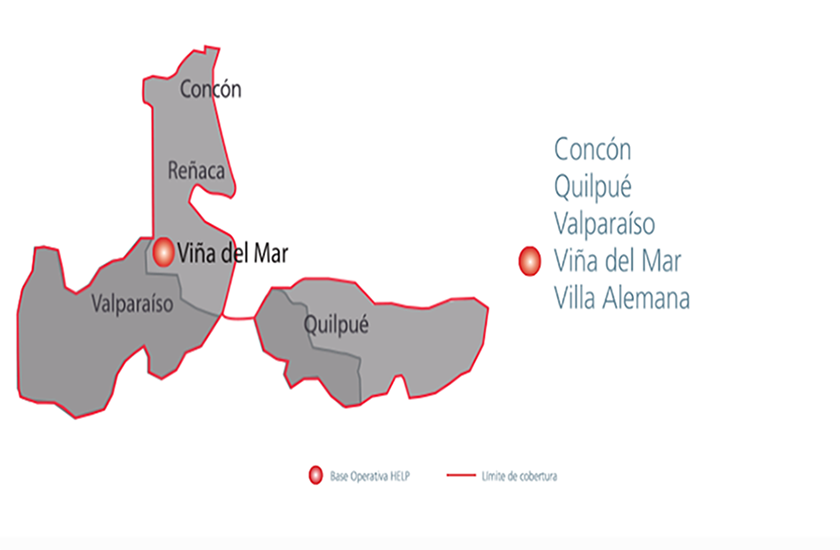 Concón
Reñaca
Viña del Mar
Valparaíso
Quilpué
Concón
Quilpué
Valparaíso
Viña del Mar
Villa Alemana
Base Operativa HELP
Límite de cobertura